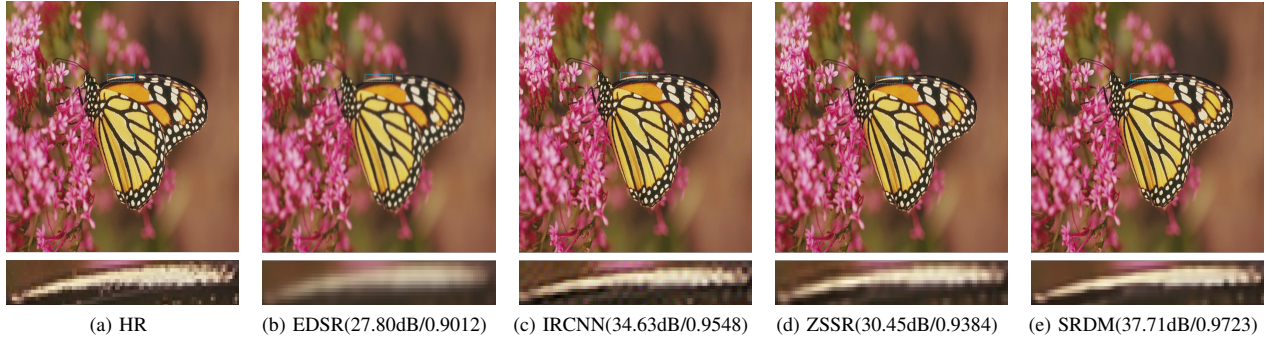 (a) HR
(b) EDSR(27.80dB/0.9012)
(c) IRCNN(34.63dB/0.9548)
(d) ZSSR(30.45dB/0.9384)
(e) SRDM(37.71dB/0.9723)